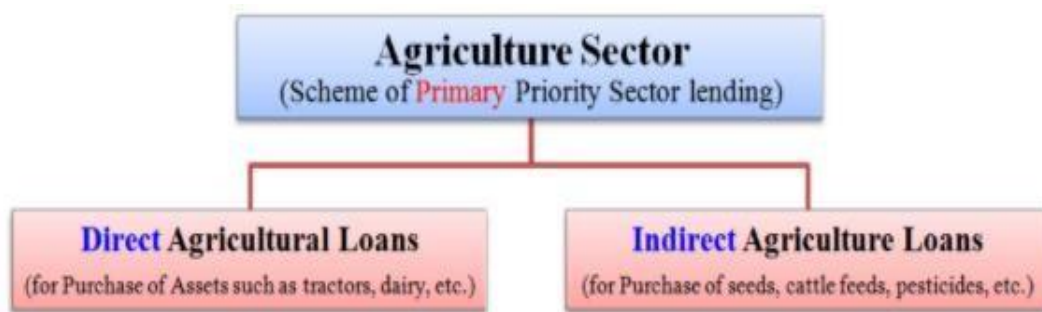 Agriculture Sector
(Scheme of Primary Priority Sector lending)
Direct Agricultural Loans
(for Purchase of Assets such as tractors, dairy, etc.)
Indirect Agriculture Loans
(for Purchase of seeds, cattle feeds, pesticides, etc.)